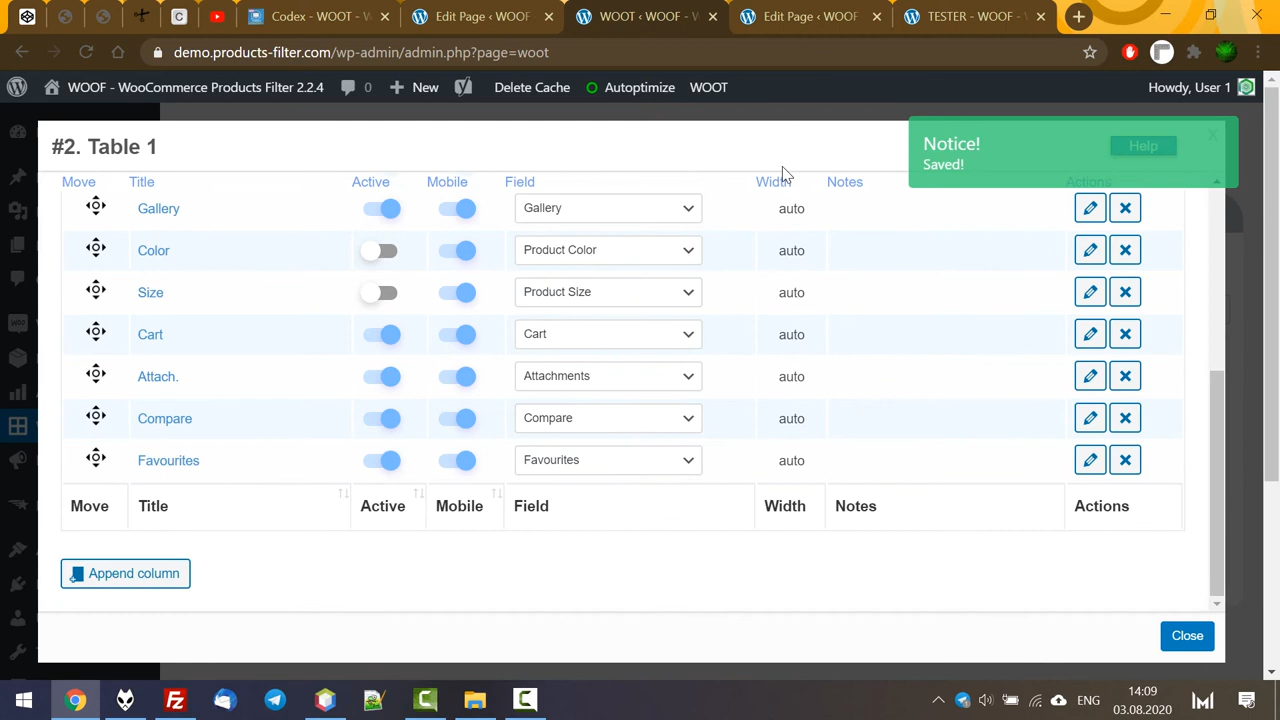 Codex - WOOT - W
Edit Page ‹ WOOF
WOOT ‹ WOOF -
Edit Page ‹ WOOF
TESTER - WOOF -
demo.products-filter.com/wp-admin/admin.php?page=woot
WOOF - WooCommerce Products Filter 2.2.4
0
New
Delete Cache
Autoptimize
WOOT
Howdy, User 1
#2. Table 1
Notice!
Saved!
Help
x
Move Title Active Mobile Field Width Notes Actions
Gallery Gallery auto
Color Product Color auto
Size Product Size auto
Cart Cart auto
Attach. Attachments auto
Compare Compare auto
Favourites Favourites auto
Move Title Active Mobile Field Width Notes Actions
Append column
Close
ENG
14:09
03.08.2020